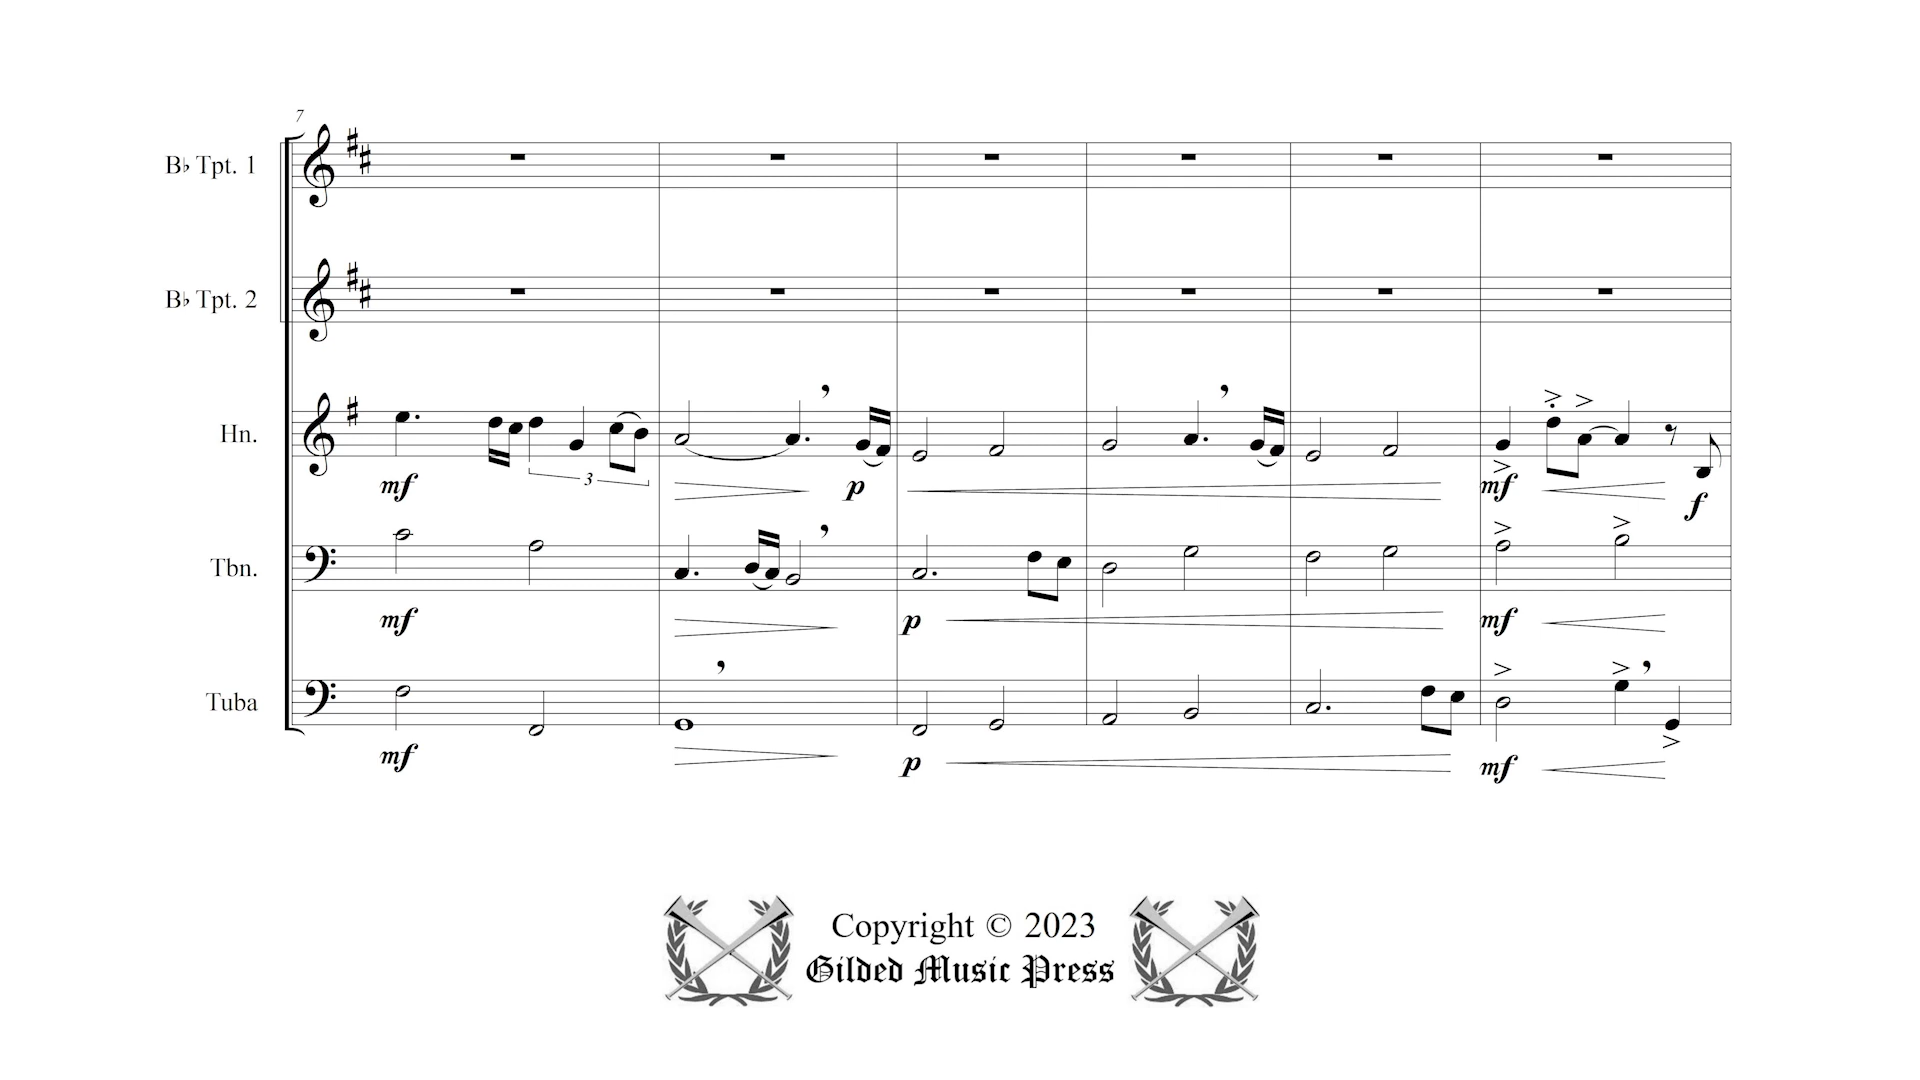 7
B♭ Tpt. 1
B♭ Tpt. 2
Hn.
mf
3
p
mf
f
Tbn.
mf
p
mf
Tuba
mf
p
mf
Copyright © 2023
Gilded Music Press